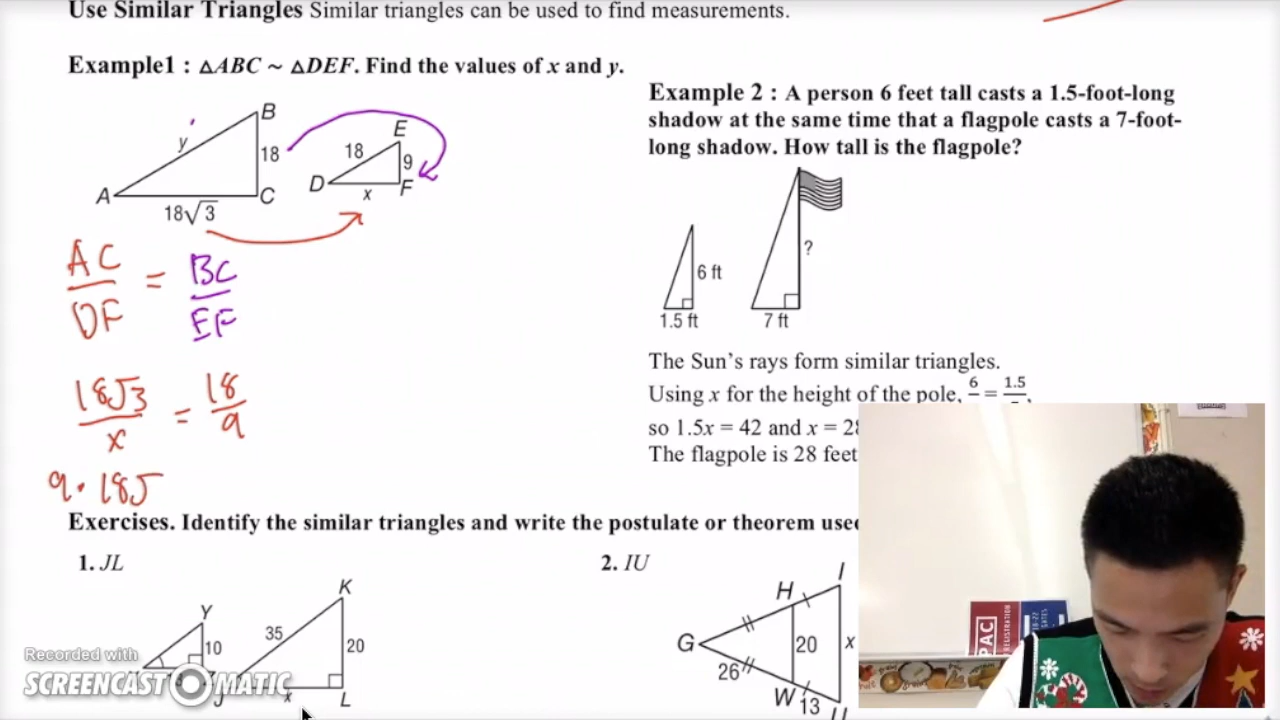 Use Similar Triangles Similar triangles can be used to find measurements.
Example1 : △ABC ~ △DEF. Find the values of x and y.
B
y
18
A
C
18√3
E
18
9
D
F
x
AC/DF = BC/EF
18√3/x = 18/9
9 · 18√
Example 2 : A person 6 feet tall casts a 1.5-foot-long
shadow at the same time that a flagpole casts a 7-foot-
long shadow. How tall is the flagpole?
?
6 ft
1.5 ft
7 ft
The Sun's rays form similar triangles.
Using x for the height of the pole, 6 = 1.5
so 1.5x = 42 and x = 28
The flagpole is 28 feet
Exercises. Identify the similar triangles and write the postulate or theorem used
1. JL
Y
10
K
35
20
J
x
L
2. IU
I
H
G
20
x
26
W
13
U
PAC
REGISTRATION
Recorded with
SCREENCAST O MATIC